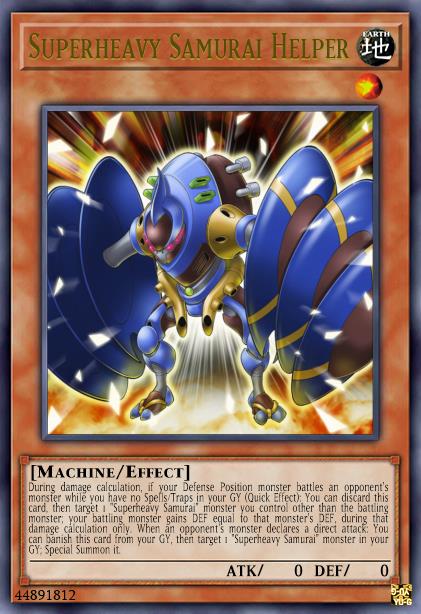 Superheavy Samurai Helper
EARTH
地
[Machine/Effect]
During damage calculation, if your Defense Position monster battles an opponent's
monster while you have no Spells/Traps in your GY (Quick Effect): You can discard
this card, then target 1 "Superheavy Samurai" monster you control other than the battling
monster; your battling monster gains DEF equal to that monster's DEF, during that
damage calculation only. When an opponent's monster declares a direct attack: You
can banish this card from your GY, then target 1 "Superheavy Samurai" monster in your
GY; Special Summon it.
ATK/ 0 DEF/ 0
44891812